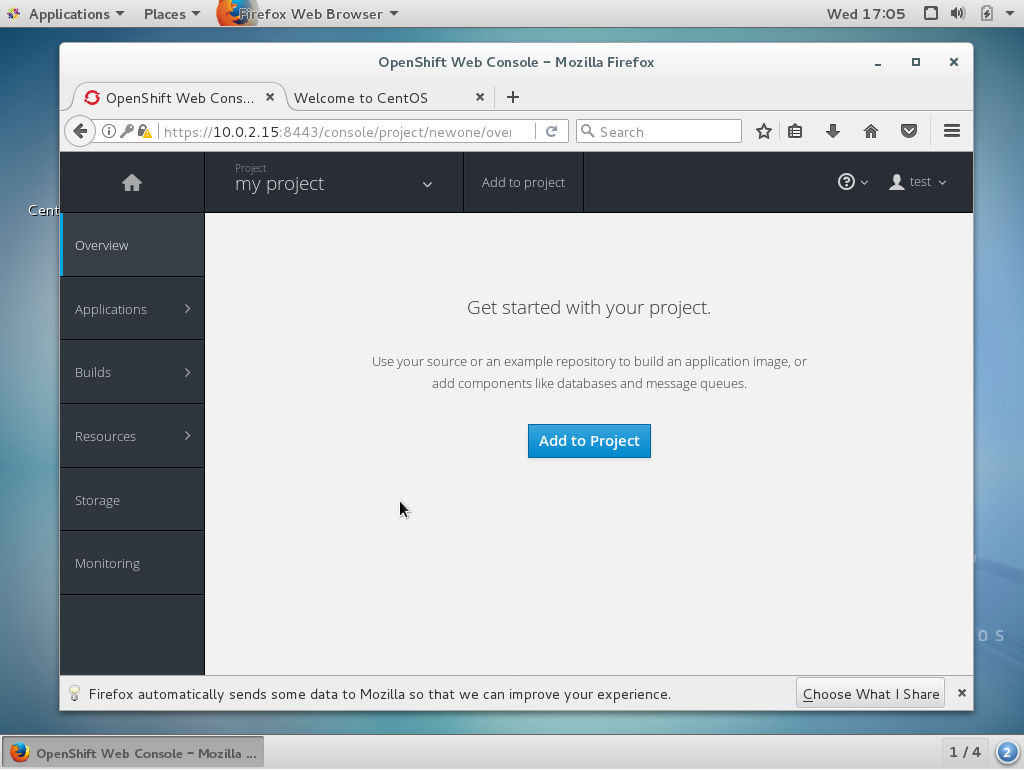 Applications Places Firefox Web Browser Wed 17:05
OpenShift Web Console - Mozilla Firefox
OpenShift Web Cons... Welcome to CentOS
https://10.0.2.15:8443/console/project/newone/over Search
Project
my project
Add to project
test
Cent
Overview
Applications
Builds
Resources
Storage
Monitoring
Get started with your project.
Use your source or an example repository to build an application image, or
add components like databases and message queues.
Add to Project
OS
Firefox automatically sends some data to Mozilla so that we can improve your experience. Choose What I Share
OpenShift Web Console - Mozilla ... 1 / 4 2